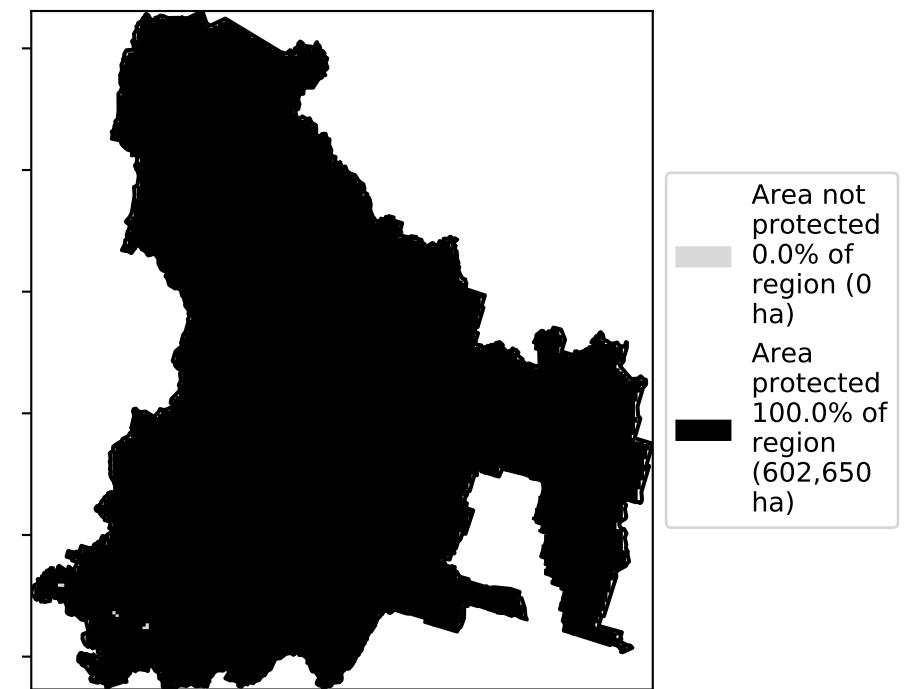 Area not
protected
0.0% of
region (0
ha)
Area
protected
100.0% of
region
(602,650
ha)